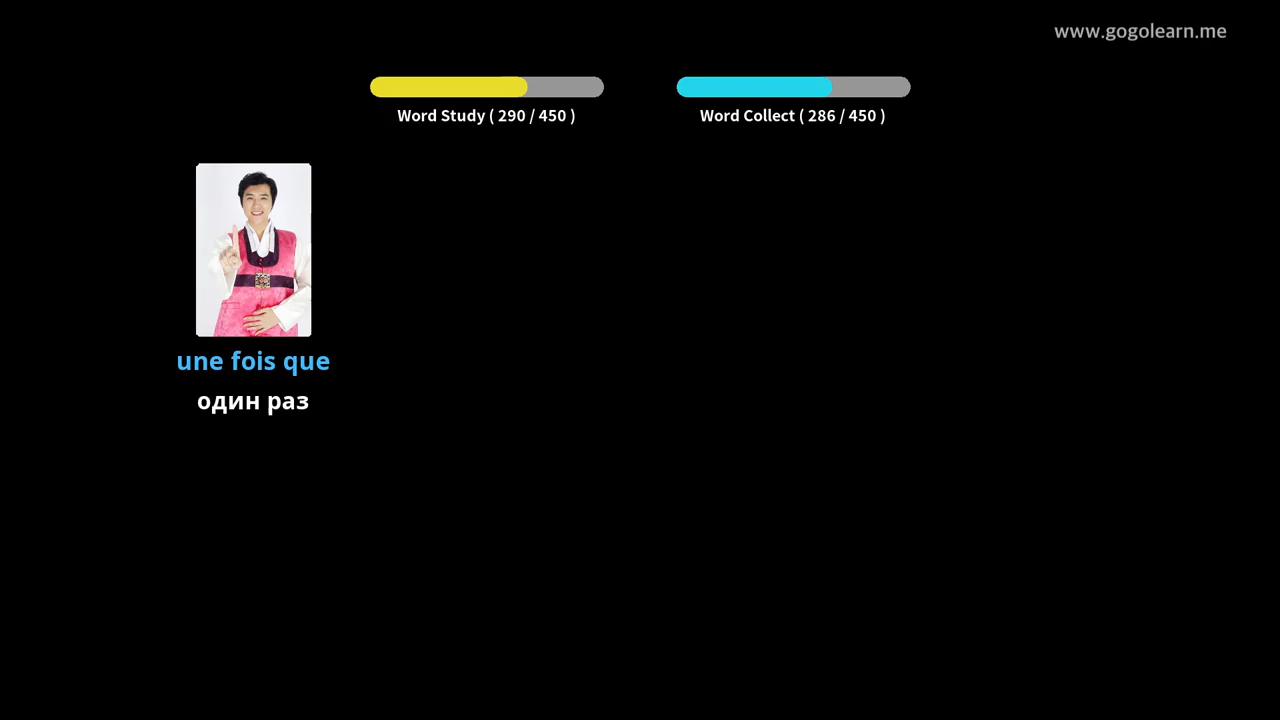 www.gogolearn.me
Word Study ( 290 / 450 )
Word Collect ( 286 / 450 )
une fois que
один раз